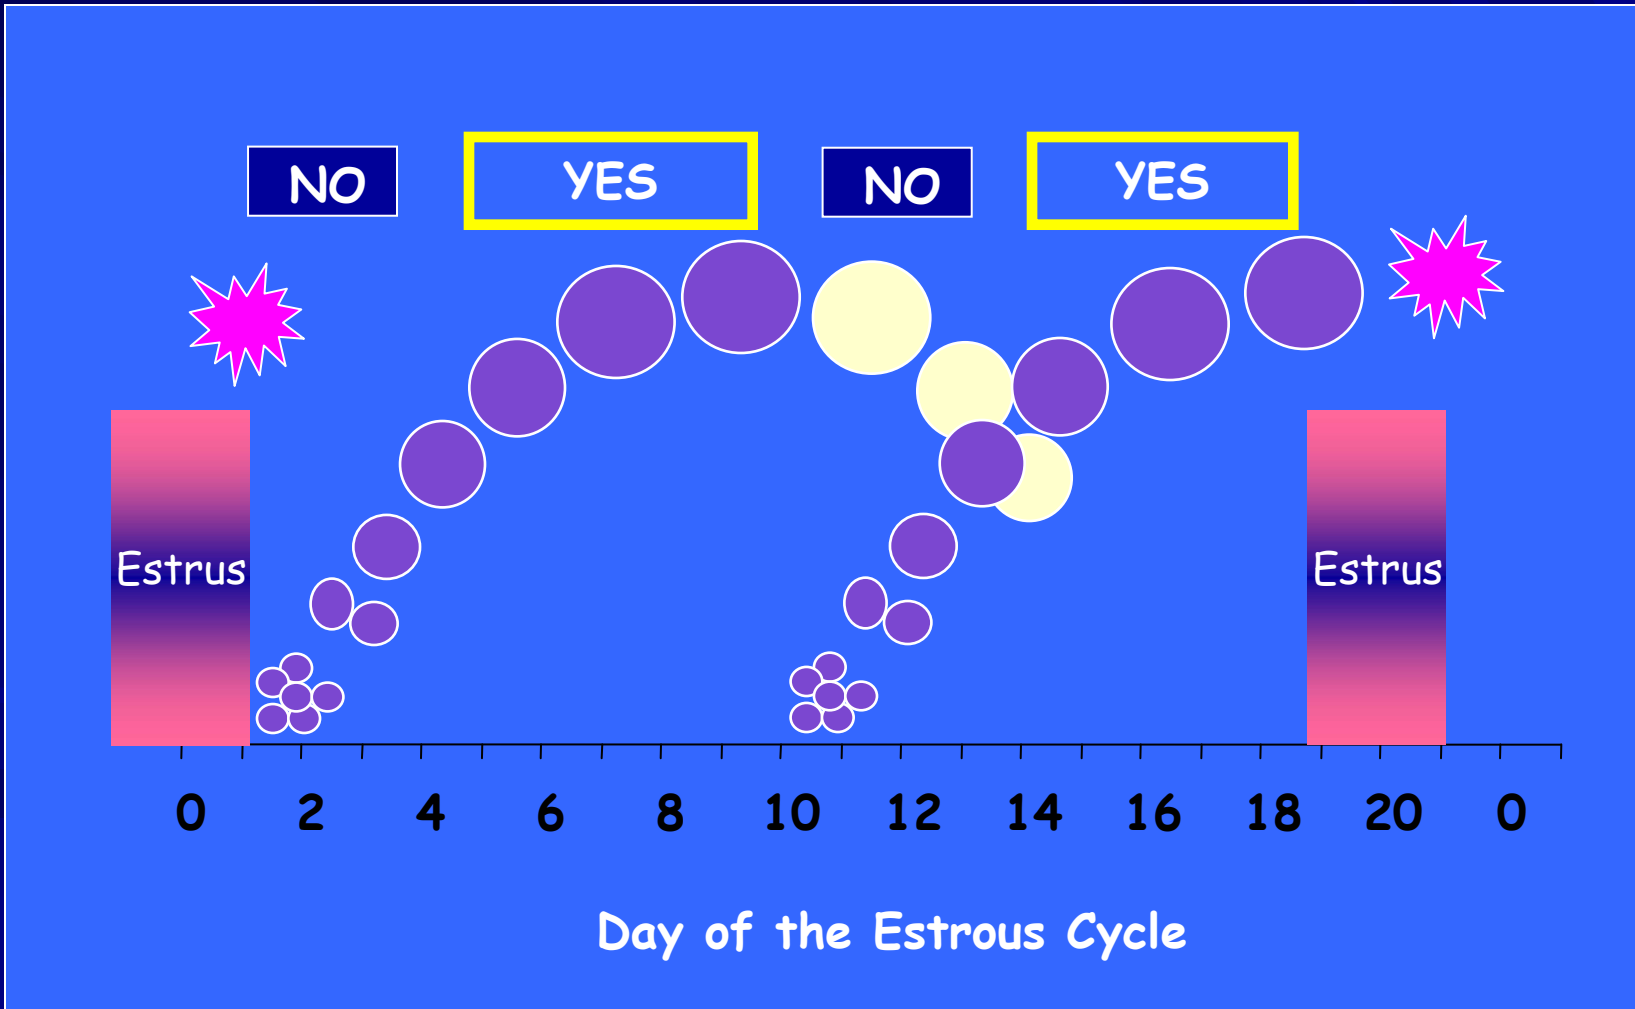 NO YES NO YES
Estrus Estrus
0 2 4 6 8 10 12 14 16 18 20 0
Day of the Estrous Cycle